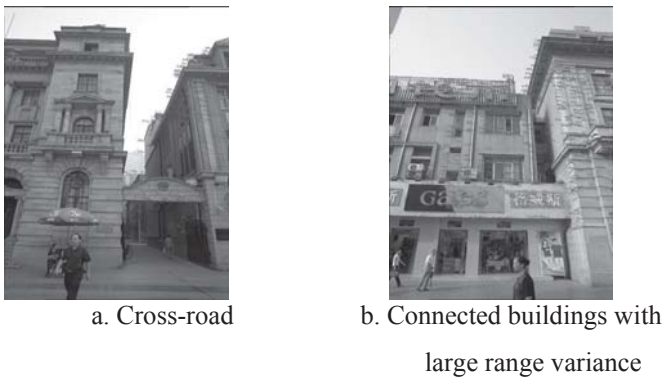 a. Cross-road
b. Connected buildings with
large range variance